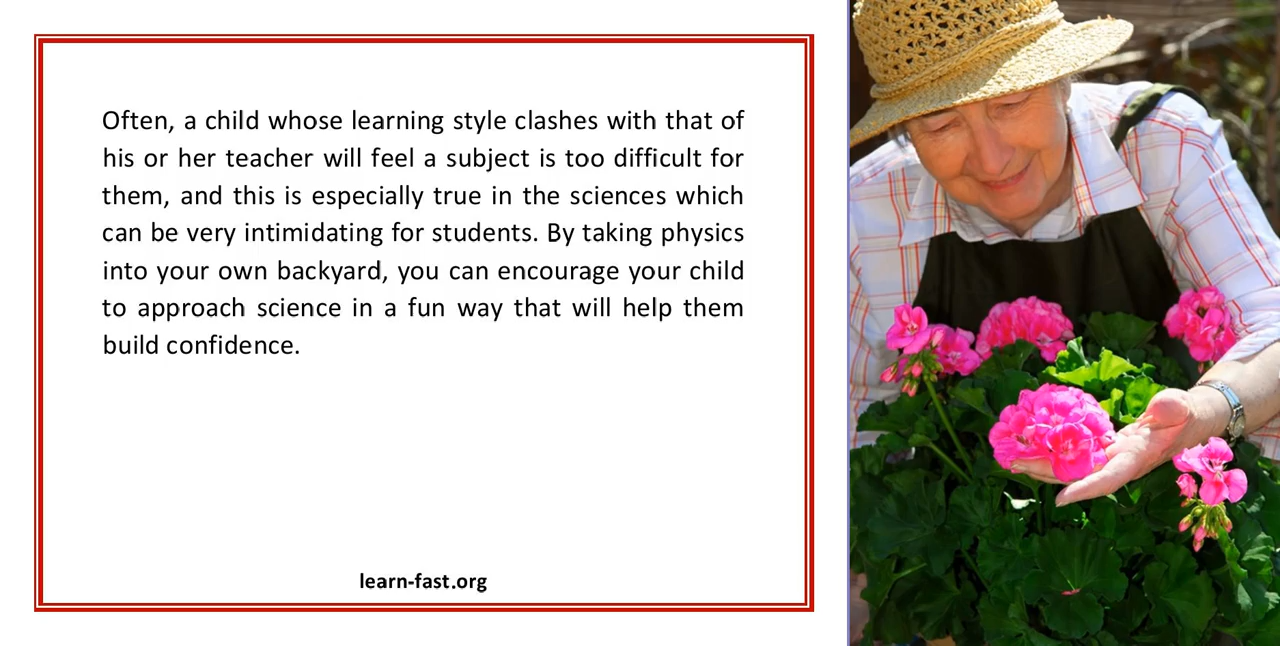 Often, a child whose learning style clashes with that of
his or her teacher will feel a subject is too difficult for
them, and this is especially true in the sciences which
can be very intimidating for students. By taking physics
into your own backyard, you can encourage your child
to approach science in a fun way that will help them
build confidence.
learn-fast.org